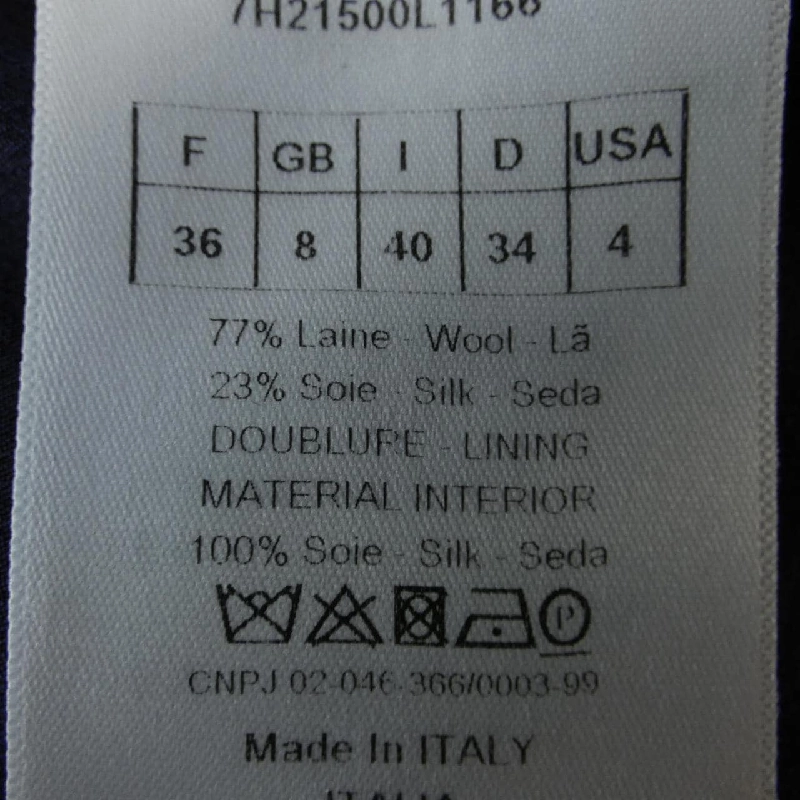 7H21500L1166
F GB I D USA
36 8 40 34 4
77% Laine - Wool - Lã
23% Soie - Silk - Seda
DOUBLURE - LINING
MATERIAL INTERIOR
100% Soie - Silk - Seda
P
CNPJ 02-046.366/0003-99
Made In ITALY
ITALIA